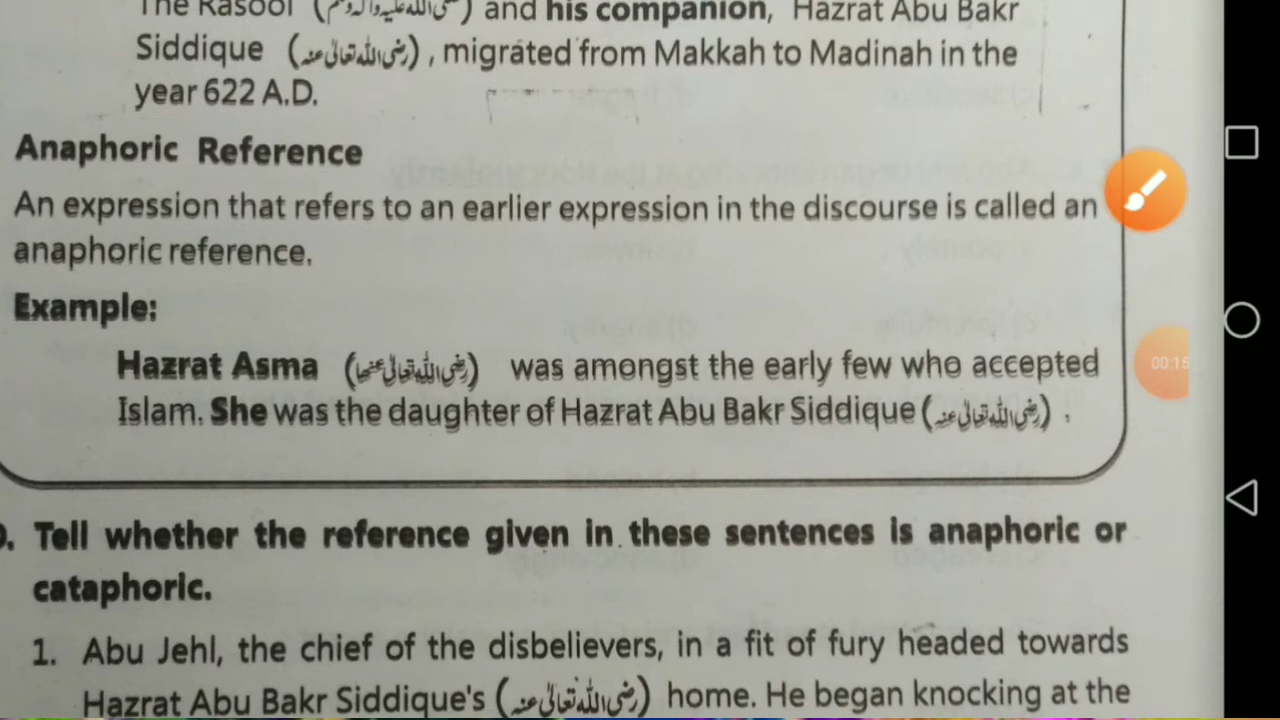 The Rasool (صلی اللہ علیہ وآلہ وسلم) and his companion, Hazrat Abu Bakr
Siddique (رضی اللہ تعالیٰ عنہ), migrated from Makkah to Madinah in the
year 622 A.D.
Anaphoric Reference
An expression that refers to an earlier expression in the discourse is called an
anaphoric reference.
Example:
Hazrat Asma (رضی اللہ تعالیٰ عنہا) was amongst the early few who accepted
Islam. She was the daughter of Hazrat Abu Bakr Siddique (رضی اللہ تعالیٰ عنہ).
. Tell whether the reference given in these sentences is anaphoric or
cataphoric.
1. Abu Jehl, the chief of the disbelievers, in a fit of fury headed towards
Hazrat Abu Bakr Siddique's (رضی اللہ تعالیٰ عنہ) home. He began knocking at the
00:15